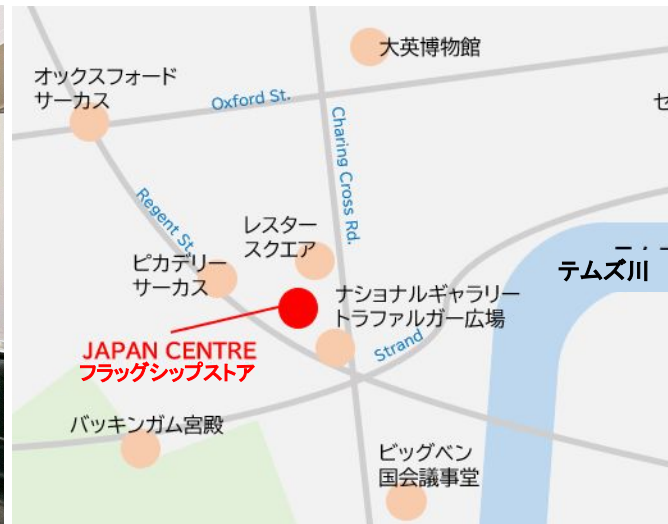 大英博物館
オックスフォード
サーカス
Oxford St.
セ
Charing Cross Rd.
Regent St.
レスター
スクエア
ピカデリー
サーカス
テムズ川
ナショナルギャラリー
トラファルガー広場
Strand
JAPAN CENTRE
フラッグシップストア
バッキンガム宮殿
ビッグベン
国会議事堂